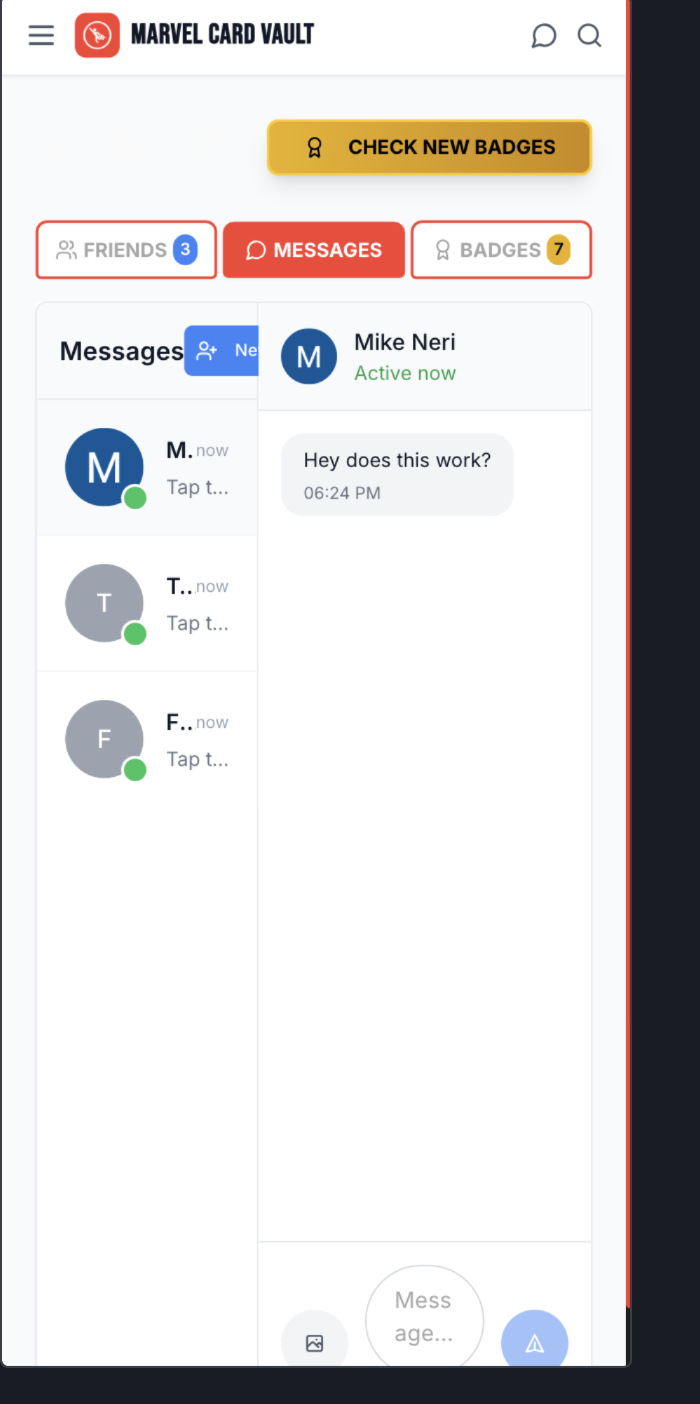 MARVEL CARD VAULT
CHECK NEW BADGES
FRIENDS 3
MESSAGES
BADGES 7
Messages
Ne
M
Mike Neri
Active now
M
M. now
Tap t...
T
T.. now
Tap t...
F
F.. now
Tap t...
Hey does this work?
06:24 PM
Mess
age...